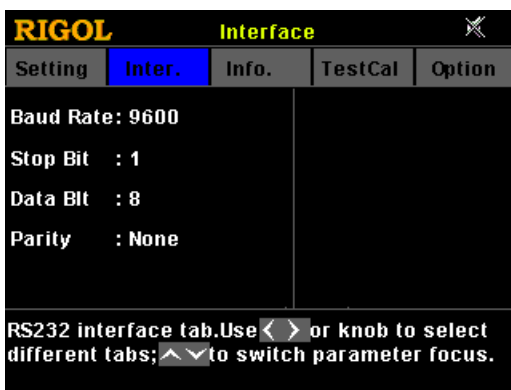 RIGOL Interface
Setting Inter. Info. TestCal Option
Baud Rate: 9600
Stop Bit : 1
Data BIt : 8
Parity : None
RS232 interface tab.Use < > or knob to select
different tabs; to switch parameter focus.